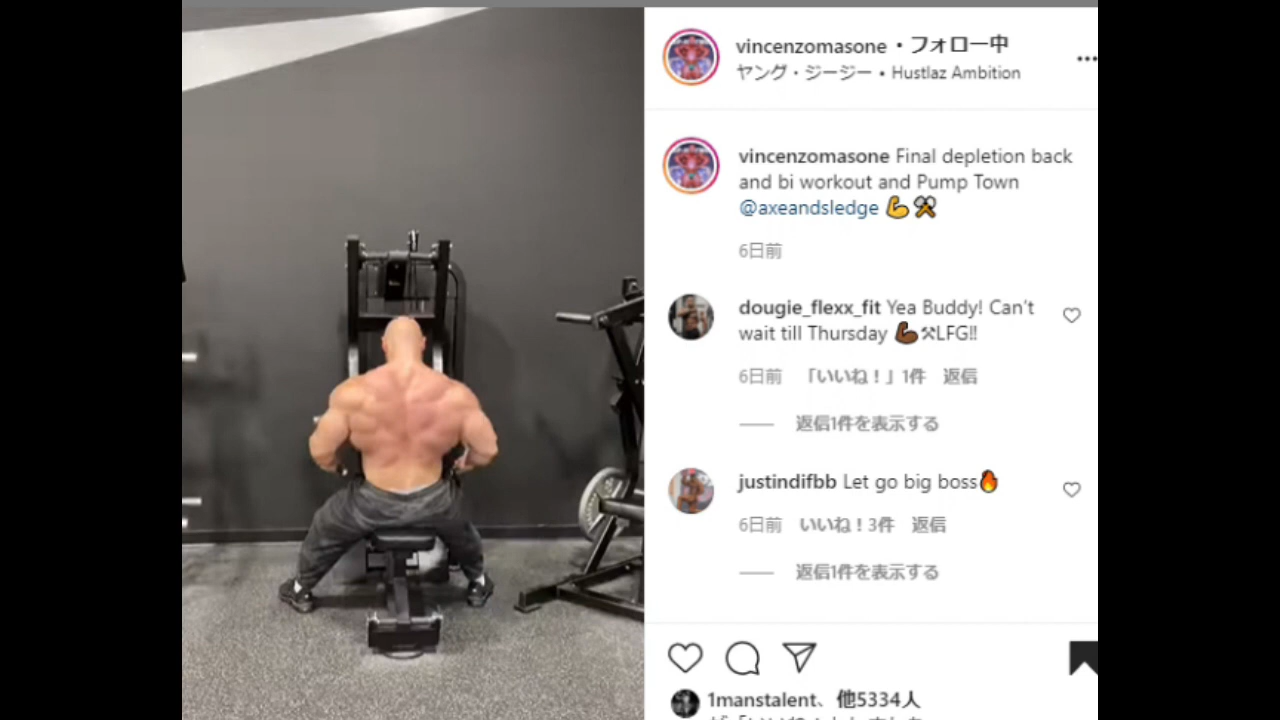 vincenzomasone • フォロー中
ヤング・ジージー • Hustlaz Ambition
vincenzomasone Final depletion back
and bi workout and Pump Town
@axeandsledge 💪⚒
6日前
dougie_flexx_fit Yea Buddy! Can't
wait till Thursday 💪🏿⚒LFG!!
6日前 「いいね！」1件 返信
返信1件を表示する
justindifbb Let go big boss🔥
6日前 いいね！3件 返信
返信1件を表示する
1manstalent、他5334人